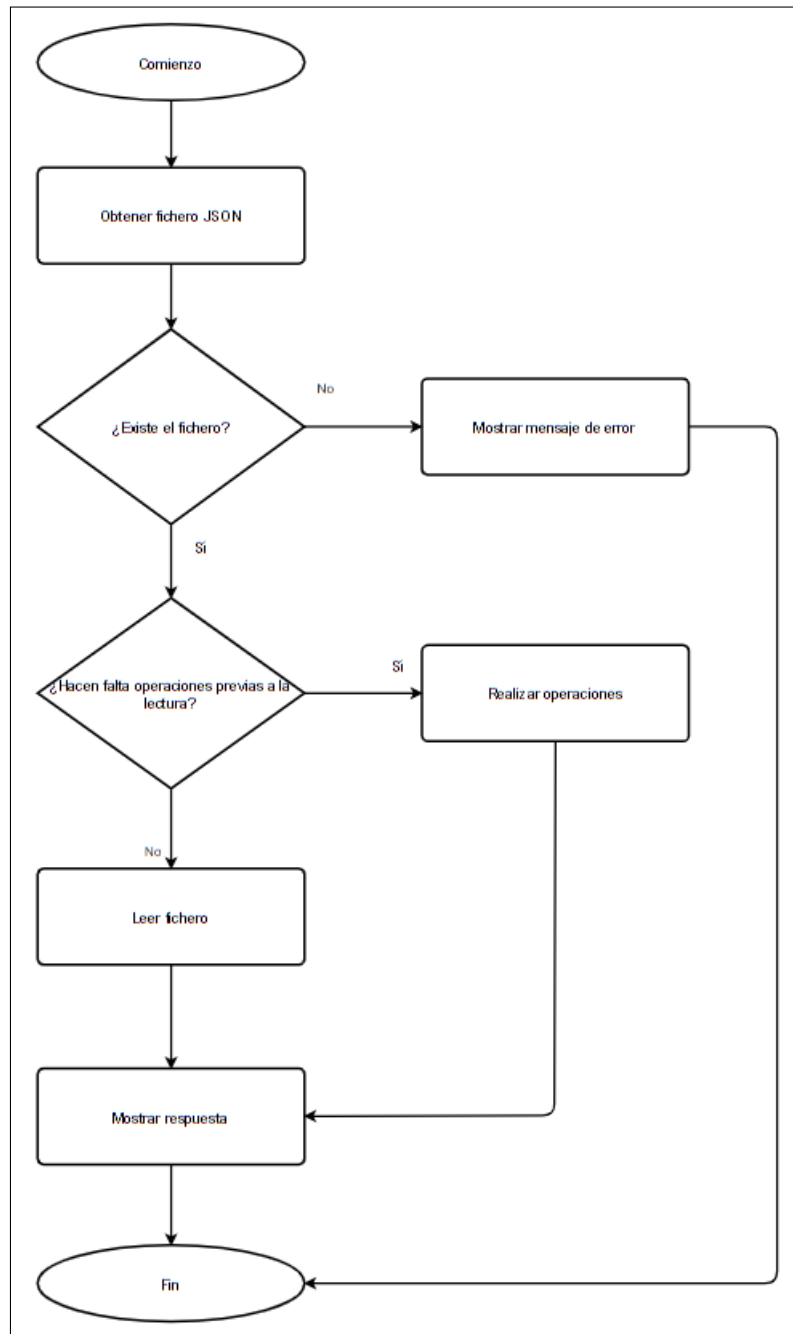 Comienzo
Obtener fichero JSON
¿Existe el fichero?
No
Mostrar mensaje de error
Sí
¿Hacen falta operaciones previas a la
lectura?
Sí
Realizar operaciones
No
Leer fichero
Mostrar respuesta
Fin